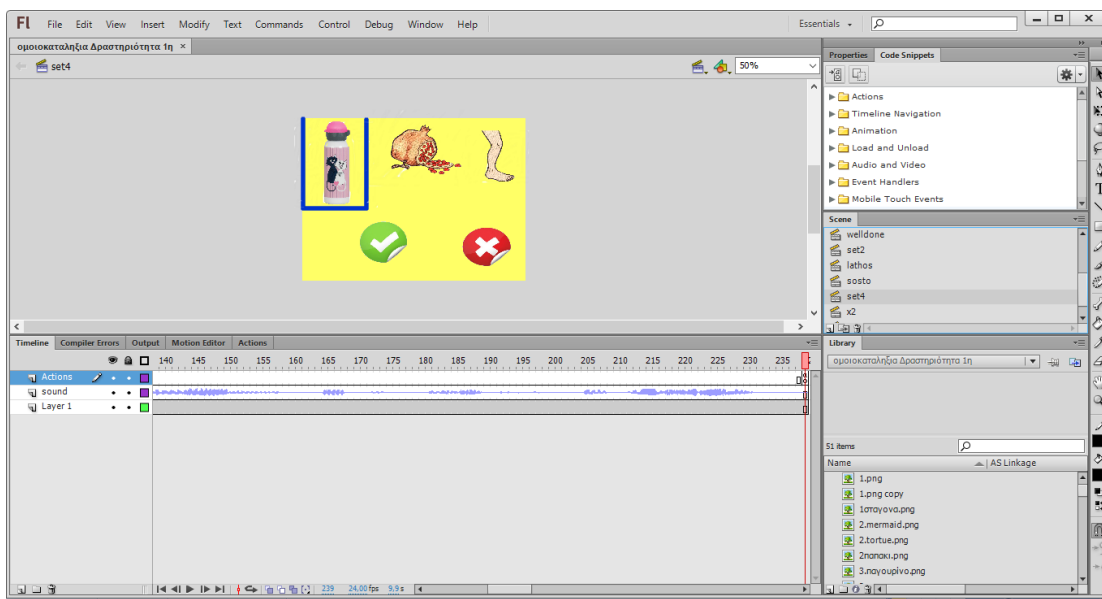 Fl File Edit View Insert Modify Text Commands Control Debug Window Help Essentials
ομοιοκαταληξια Δραστηριότητα 1η ×
set4 50%
Properties Code Snippets
Actions
Timeline Navigation
Animation
Load and Unload
Audio and Video
Event Handlers
Mobile Touch Events
Scene
welldone
set2
lathos
sosto
set4
x2
Timeline Compiler Errors Output Motion Editor Actions
140 145 150 155 160 165 170 175 180 185 190 195 200 205 210 215 220 225 230 235
Actions
sound
Layer 1
239 24.00 fps 9.9 s
Library
ομοιοκαταληξια Δραστηριότητα 1η
51 items
Name AS Linkage
1.png
1.png copy
1σταγονα.png
2.mermaid.png
2.tortue.png
2παπακι.png
3.παγουρίνο.png